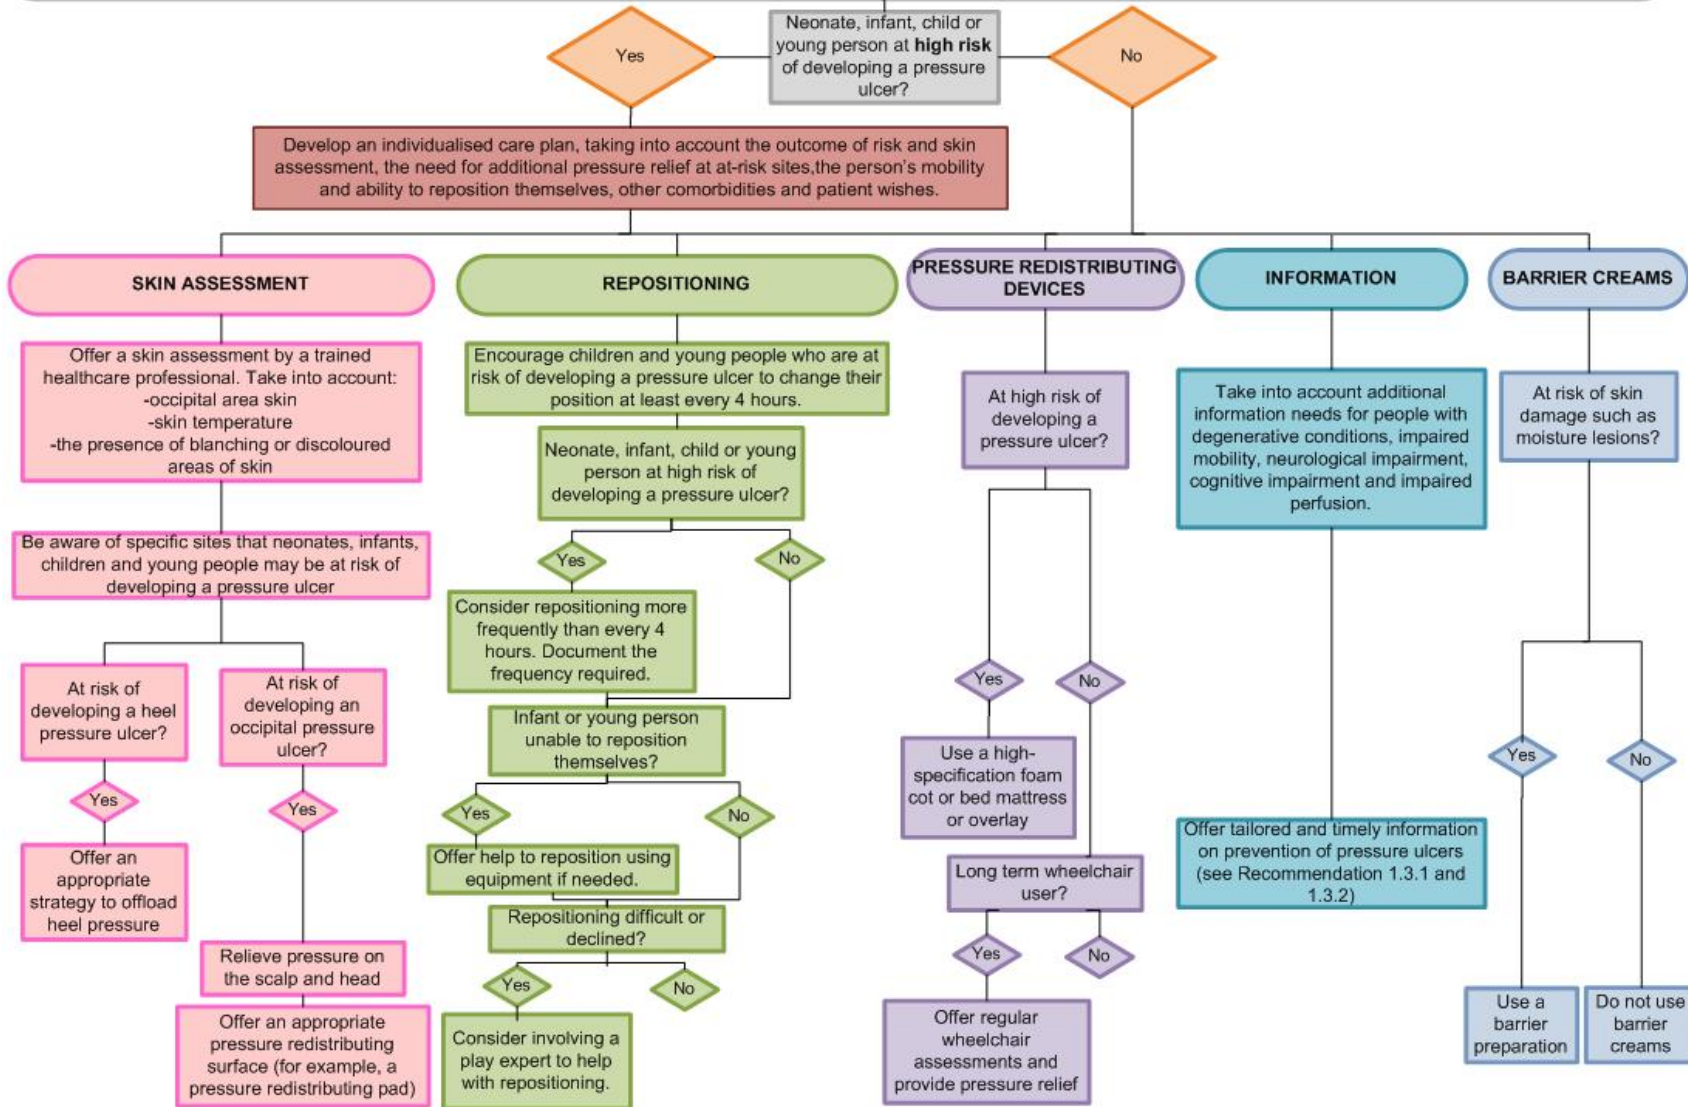 Neonate, infant, child or
young person at high risk
of developing a pressure
ulcer?
Yes
No
Develop an individualised care plan, taking into account the outcome of risk and skin
assessment, the need for additional pressure relief at at-risk sites,the person's mobility
and ability to reposition themselves, other comorbidities and patient wishes.
SKIN ASSESSMENT
Offer a skin assessment by a trained
healthcare professional. Take into account:
-occipital area skin
-skin temperature
-the presence of blanching or discoloured
areas of skin
Be aware of specific sites that neonates, infants,
children and young people may be at risk of
developing a pressure ulcer
At risk of
developing a heel
pressure ulcer?
Yes
Offer an
appropriate
strategy to offload
heel pressure
At risk of
developing an
occipital pressure
ulcer?
Yes
Relieve pressure on
the scalp and head
Offer an appropriate
pressure redistributing
surface (for example, a
pressure redistributing pad)
REPOSITIONING
Encourage children and young people who are at
risk of developing a pressure ulcer to change their
position at least every 4 hours.
Neonate, infant, child or young
person at high risk of
developing a pressure ulcer?
Yes
No
Consider repositioning more
frequently than every 4
hours. Document the
frequency required.
Infant or young person
unable to reposition
themselves?
Yes
No
Offer help to reposition using
equipment if needed.
Repositioning difficult or
declined?
Yes
No
Consider involving a
play expert to help
with repositioning.
PRESSURE REDISTRIBUTING
DEVICES
At high risk of
developing a
pressure ulcer?
Yes
No
Use a high-
specification foam
cot or bed mattress
or overlay
Long term wheelchair
user?
Yes
No
Offer regular
wheelchair
assessments and
provide pressure relief
INFORMATION
Take into account additional
information needs for people with
degenerative conditions, impaired
mobility, neurological impairment,
cognitive impairment and impaired
perfusion.
Offer tailored and timely information
on prevention of pressure ulcers
(see Recommendation 1.3.1 and
1.3.2)
BARRIER CREAMS
At risk of skin
damage such as
moisture lesions?
Yes
No
Use a
barrier
preparation
Do not use
barrier
creams